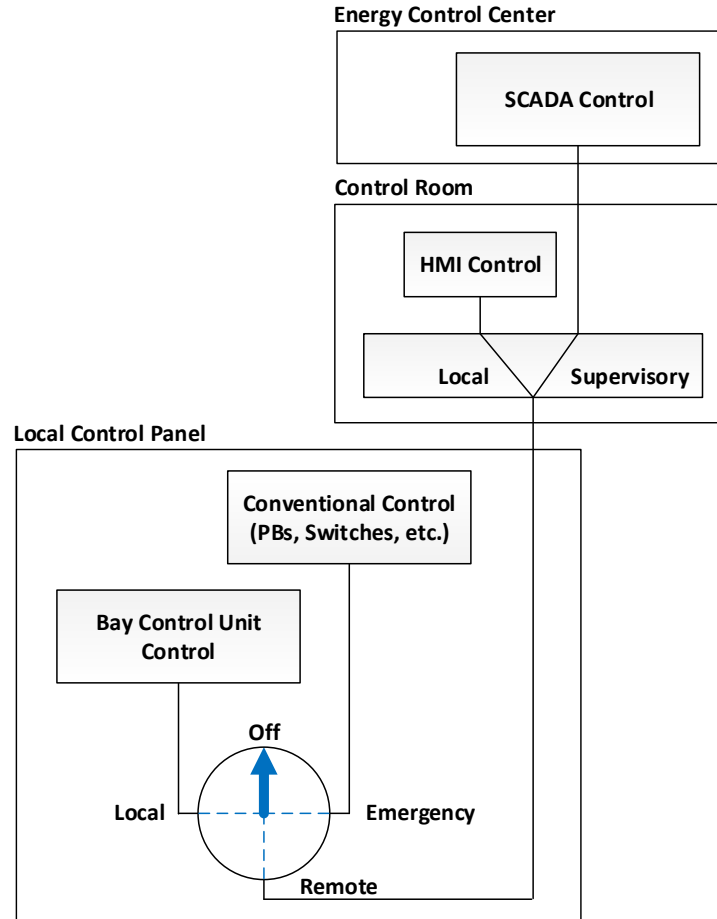 Energy Control Center
SCADA Control
Control Room
HMI Control
Local
Supervisory
Local Control Panel
Conventional Control
(PBs, Switches, etc.)
Bay Control Unit
Control
Off
Local
Emergency
Remote